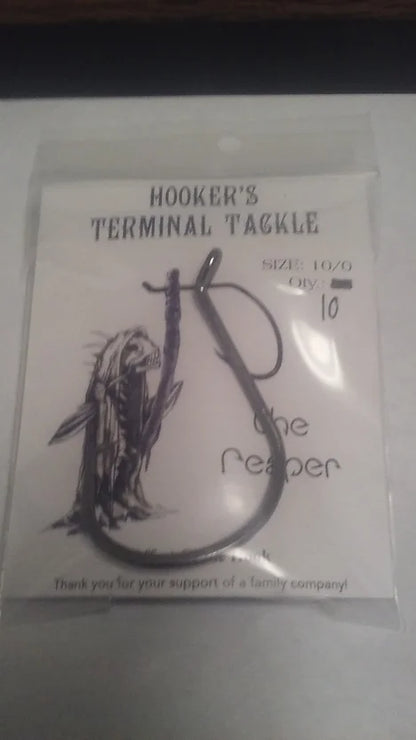 HOOKER'S
TERMINAL TACKLE
SIZE: 10/0
Qty:
10
the
reaper
Thank you for your support of a family company!